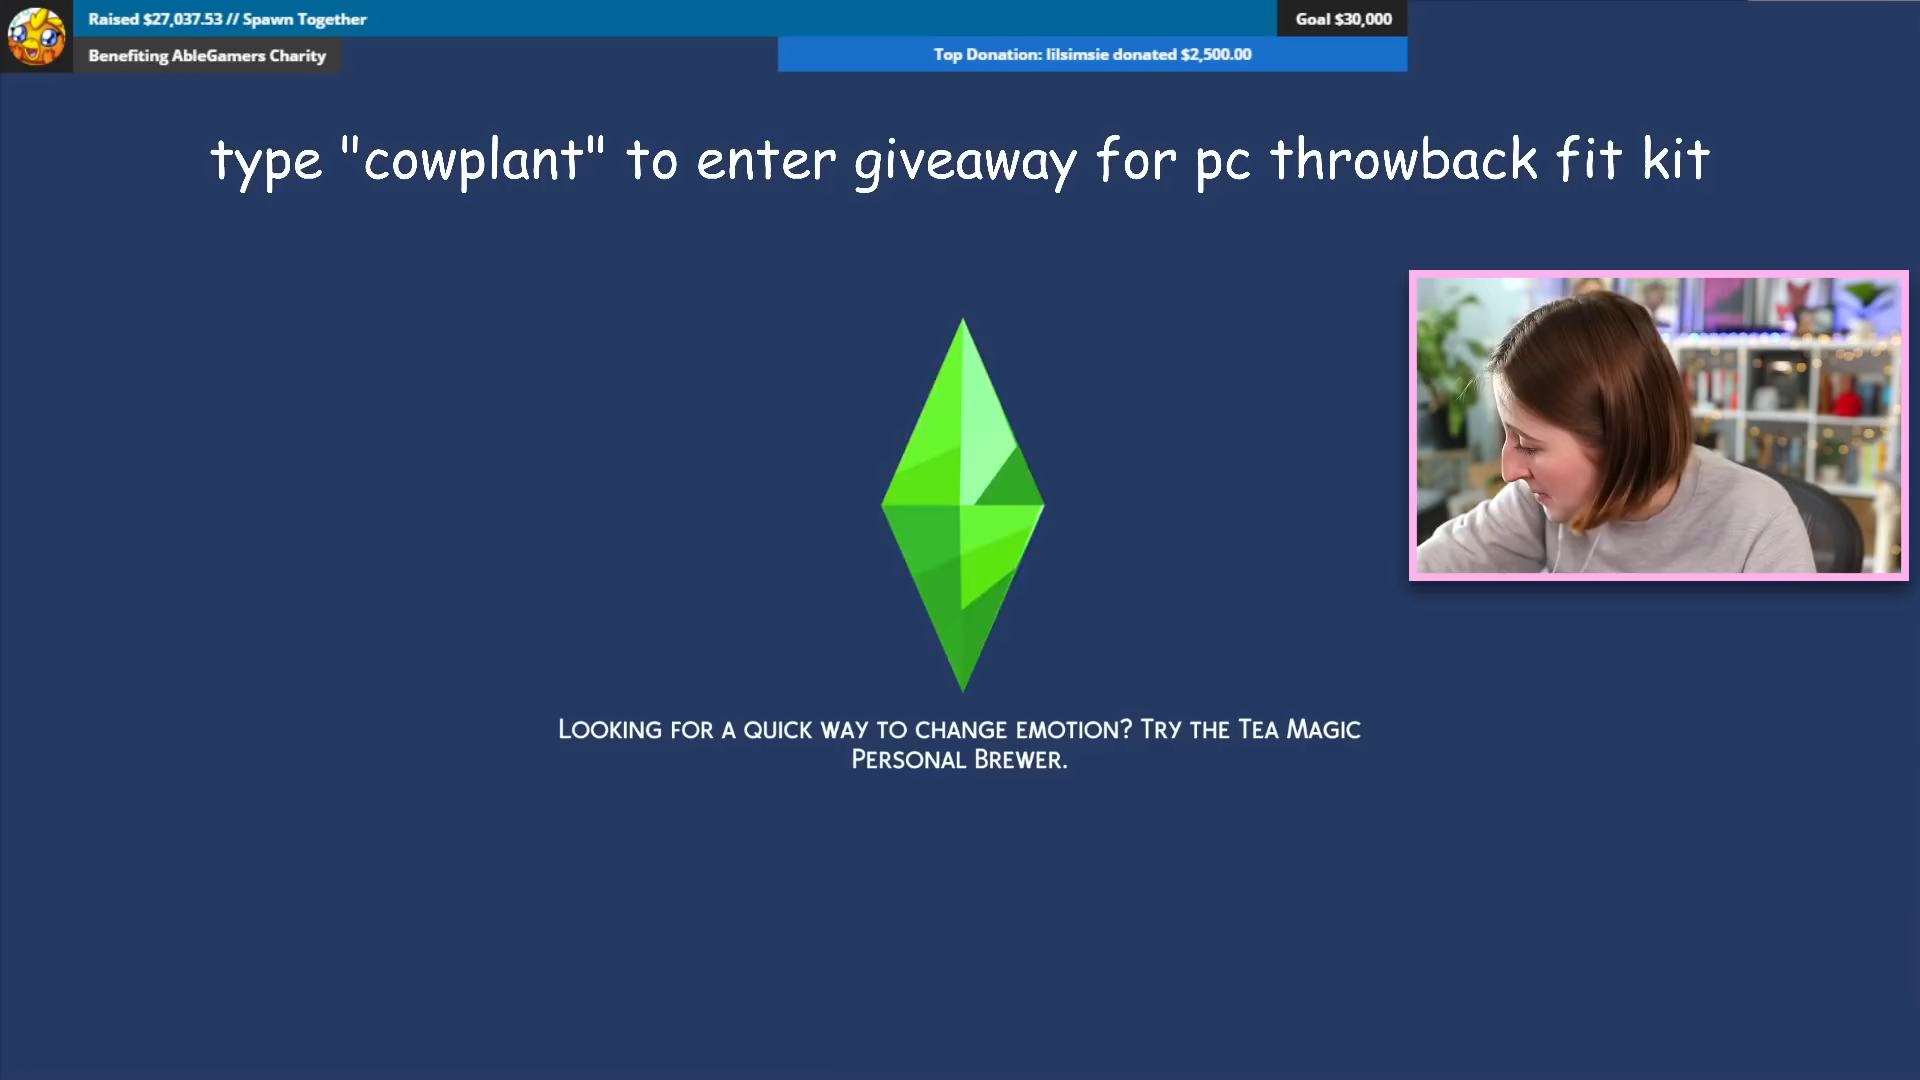 Raised $27,037.53 // Spawn Together
Goal $30,000
Benefiting AbleGamers Charity
Top Donation: lilsimsie donated $2,500.00
type "cowplant" to enter giveaway for pc throwback fit kit
Looking for a quick way to change emotion? Try the Tea Magic
Personal Brewer.